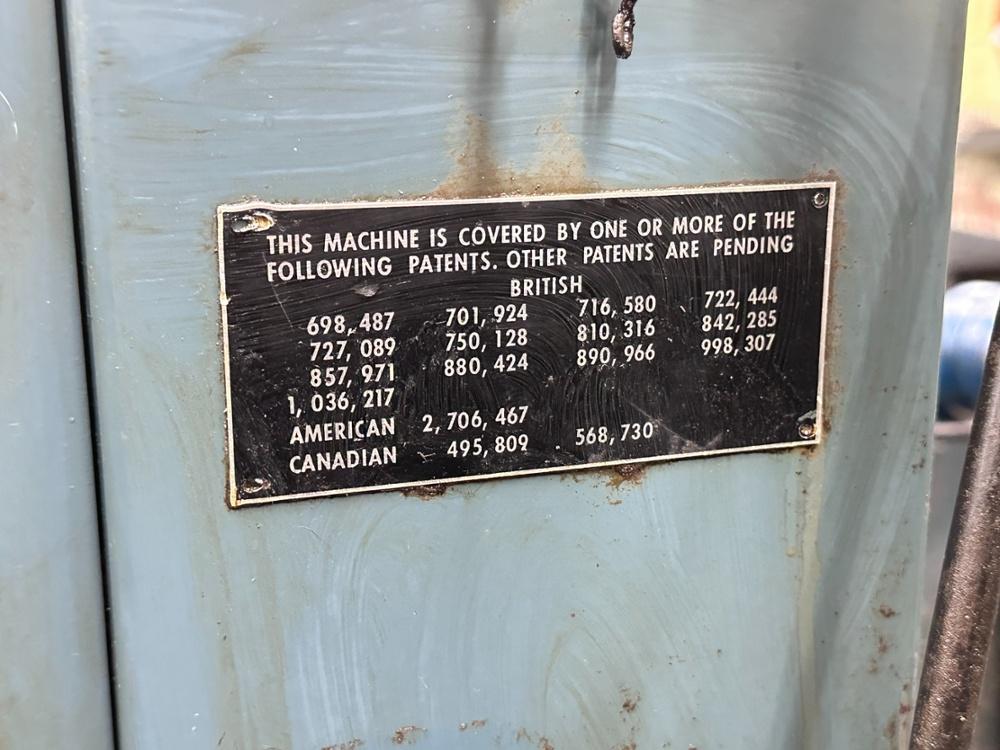 THIS MACHINE IS COVERED BY ONE OR MORE OF THE
FOLLOWING PATENTS. OTHER PATENTS ARE PENDING
BRITISH
698,487 701,924 716,580 722,444
727,089 750,128 810,316 842,285
857,971 880,424 890,966 998,307
1,036,217
AMERICAN 2,706,467
CANADIAN 495,809 568,730